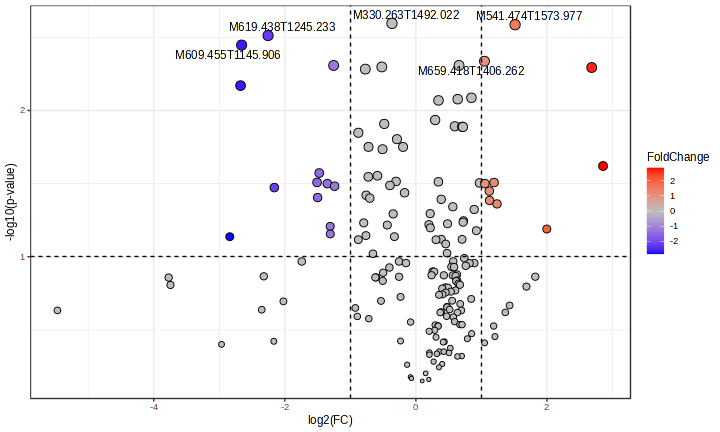 M330.263T1492.022
M541.474T1573.977
M619.438T1245.233
M609.455T1145.906
M659.418T1406.262
-log10(p-value)
2
1
-4
-2
0
2
log2(FC)
FoldChange
2
1
0
-1
-2